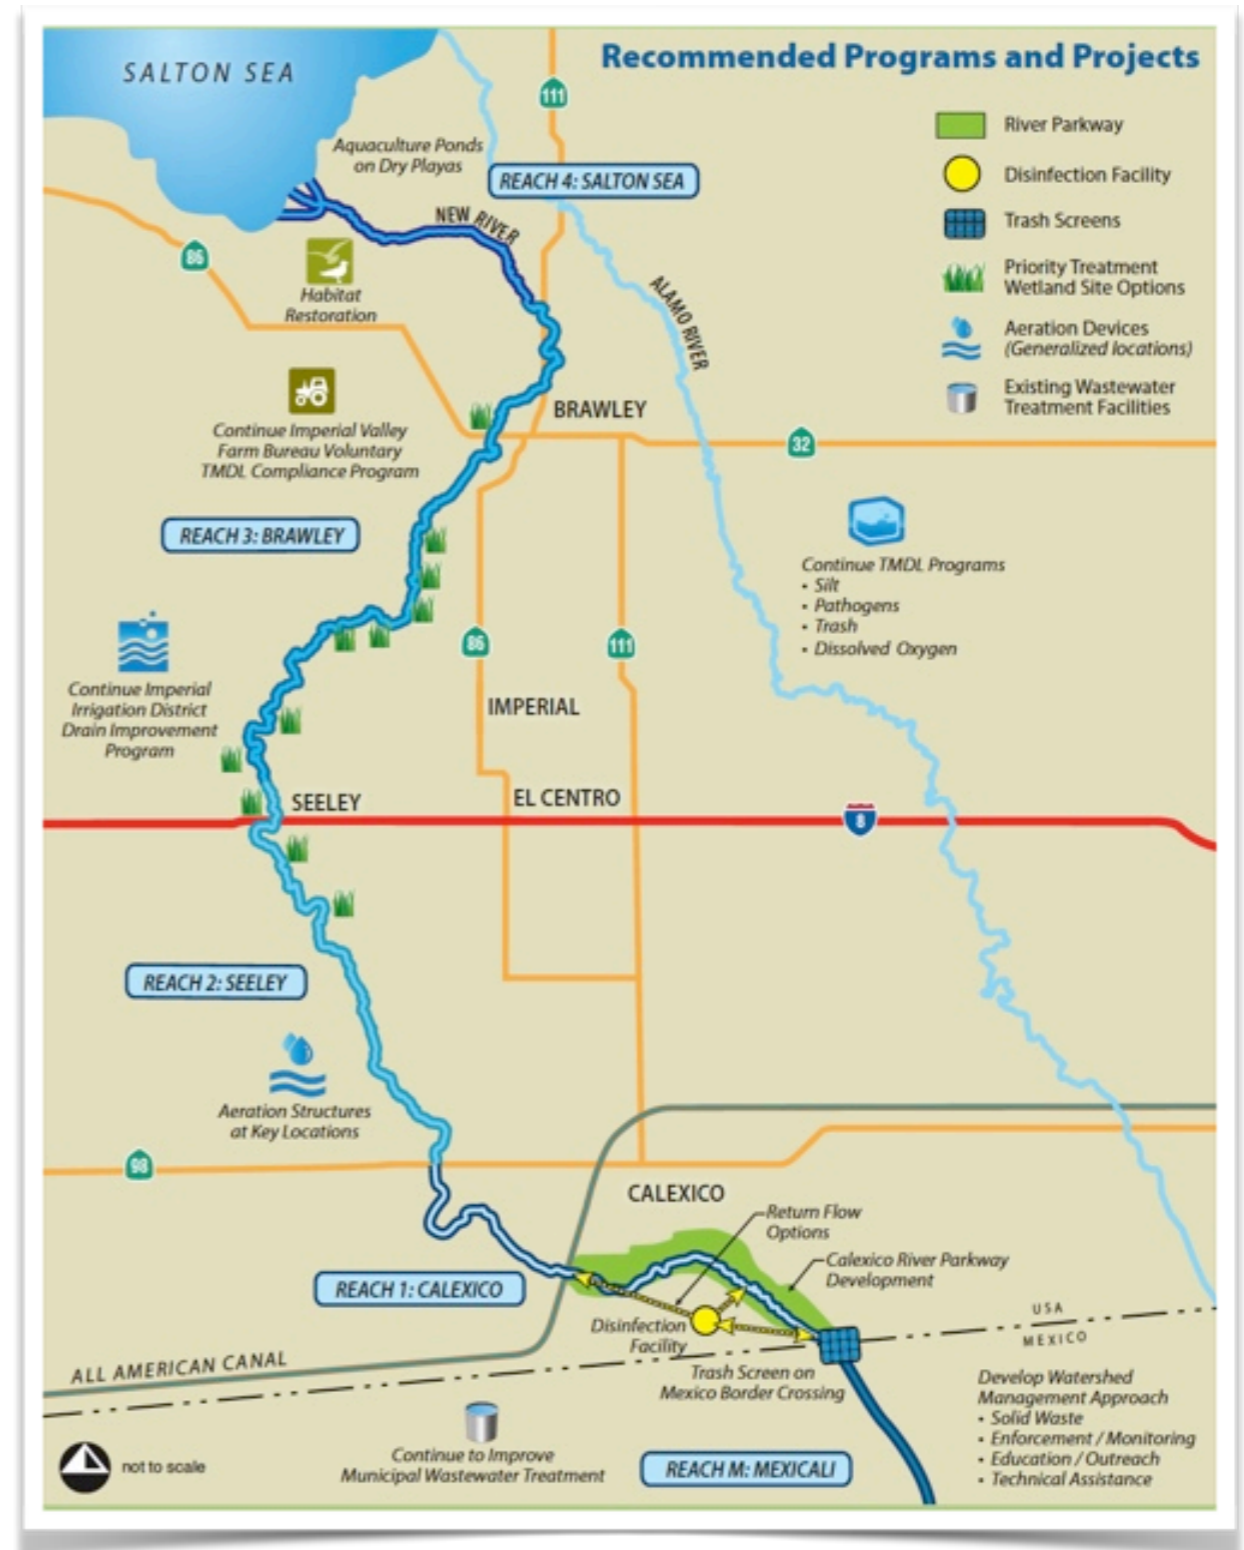 Recommended Programs and Projects
SALTON SEA
111
River Parkway
Disinfection Facility
Trash Screens
Priority Treatment
Wetland Site Options
Aeration Devices
(Generalized locations)
Existing Wastewater
Treatment Facilities
Aquaculture Ponds
on Dry Playas
REACH 4: SALTON SEA
NEW RIVER
86
Habitat
Restoration
ALAMO RIVER
Continue Imperial Valley
Farm Bureau Voluntary
TMDL Compliance Program
BRAWLEY
32
REACH 3: BRAWLEY
Continue TMDL Programs
• Silt
• Pathogens
• Trash
• Dissolved Oxygen
86
111
Continue Imperial
Irrigation District
Drain Improvement
Program
IMPERIAL
SEELEY
EL CENTRO
8
REACH 2: SEELEY
Aeration Structures
at Key Locations
98
CALEXICO
Return Flow
Options
Calexico River Parkway
Development
REACH 1: CALEXICO
Disinfection
Facility
USA
MEXICO
ALL AMERICAN CANAL
Trash Screen on
Mexico Border Crossing
Develop Watershed
Management Approach
• Solid Waste
• Enforcement / Monitoring
• Education / Outreach
• Technical Assistance
not to scale
Continue to Improve
Municipal Wastewater Treatment
REACH M: MEXICALI